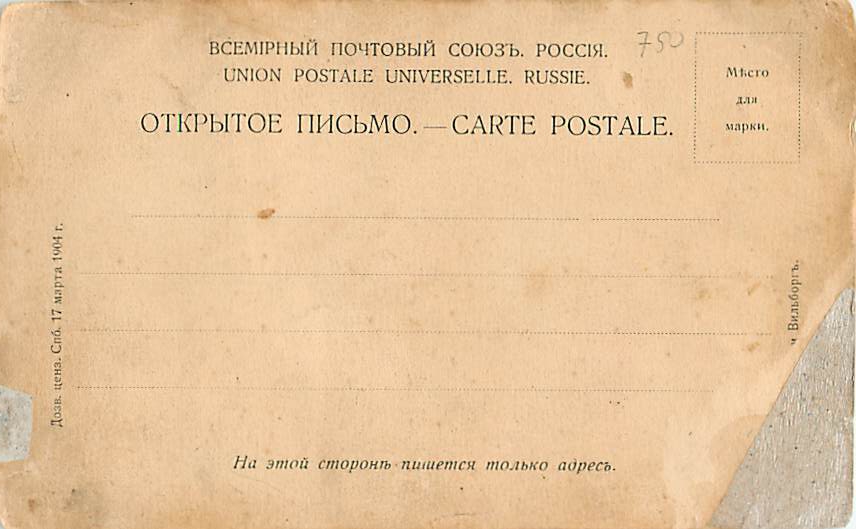 ВСЕМІРНЫЙ ПОЧТОВЫЙ СОЮЗЪ. РОССІЯ.
UNION POSTALE UNIVERSELLE. RUSSIE.
ОТКРЫТОЕ ПИСЬМО. — CARTE POSTALE.
750
Мѣсто
для
марки.
Дозв. ценз. Спб. 17 марта 1904 г.
и Вильборгъ.
На этой сторонѣ пишется только адресъ.